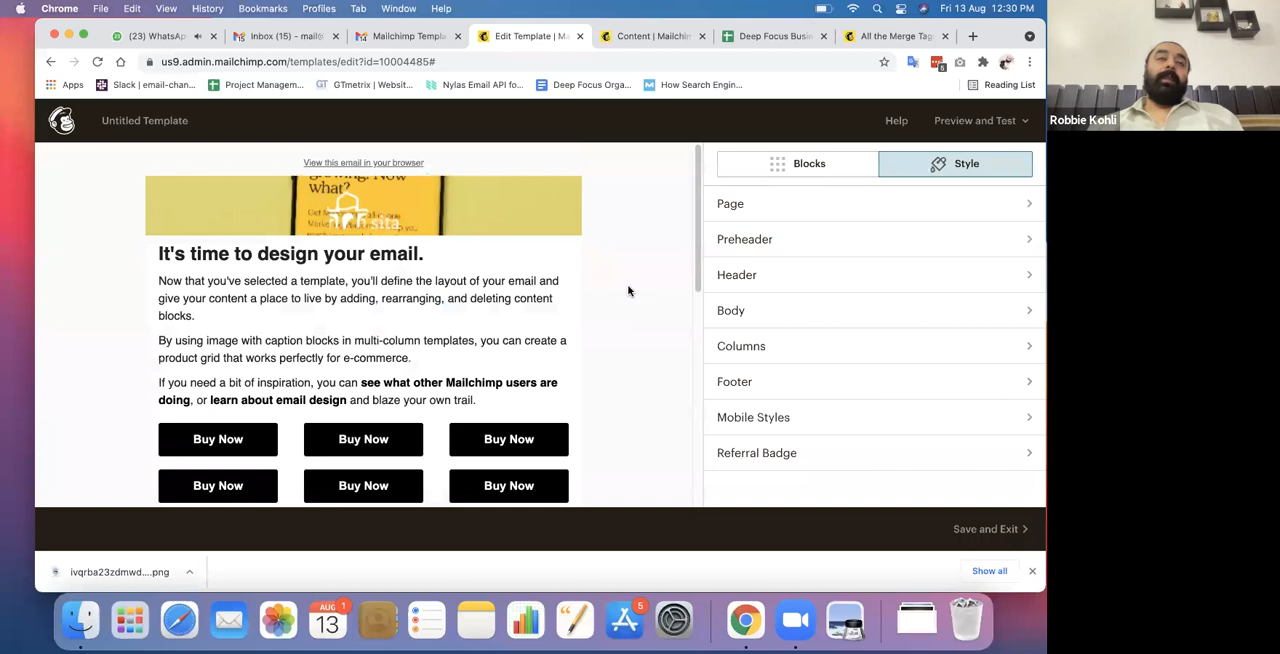 Chrome File Edit View History Bookmarks Profiles Tab Window Help Fri 13 Aug 12:30 PM
(23) WhatsAp Inbox (15) - mail@ Mailchimp Templa Edit Template | Ma Content | Mailchim Deep Focus Busin All the Merge Tag
us9.admin.mailchimp.com/templates/edit?id=10004485#
Apps Slack | email-chan... Project Managem... GTmetrix | Websit... Nylas Email API fo... Deep Focus Orga... How Search Engin... Reading List
Untitled Template Help Preview and Test
Robbie Kohli
View this email in your browser
what?
It's time to design your email.
Now that you've selected a template, you'll define the layout of your email and
give your content a place to live by adding, rearranging, and deleting content
blocks.
By using image with caption blocks in multi-column templates, you can create a
product grid that works perfectly for e-commerce.
If you need a bit of inspiration, you can see what other Mailchimp users are
doing, or learn about email design and blaze your own trail.
Buy Now Buy Now Buy Now
Buy Now Buy Now Buy Now
Blocks Style
Page
Preheader
Header
Body
Columns
Footer
Mobile Styles
Referral Badge
Save and Exit
ivqrba23zdmwd....png Show all
AUG 1
13
5